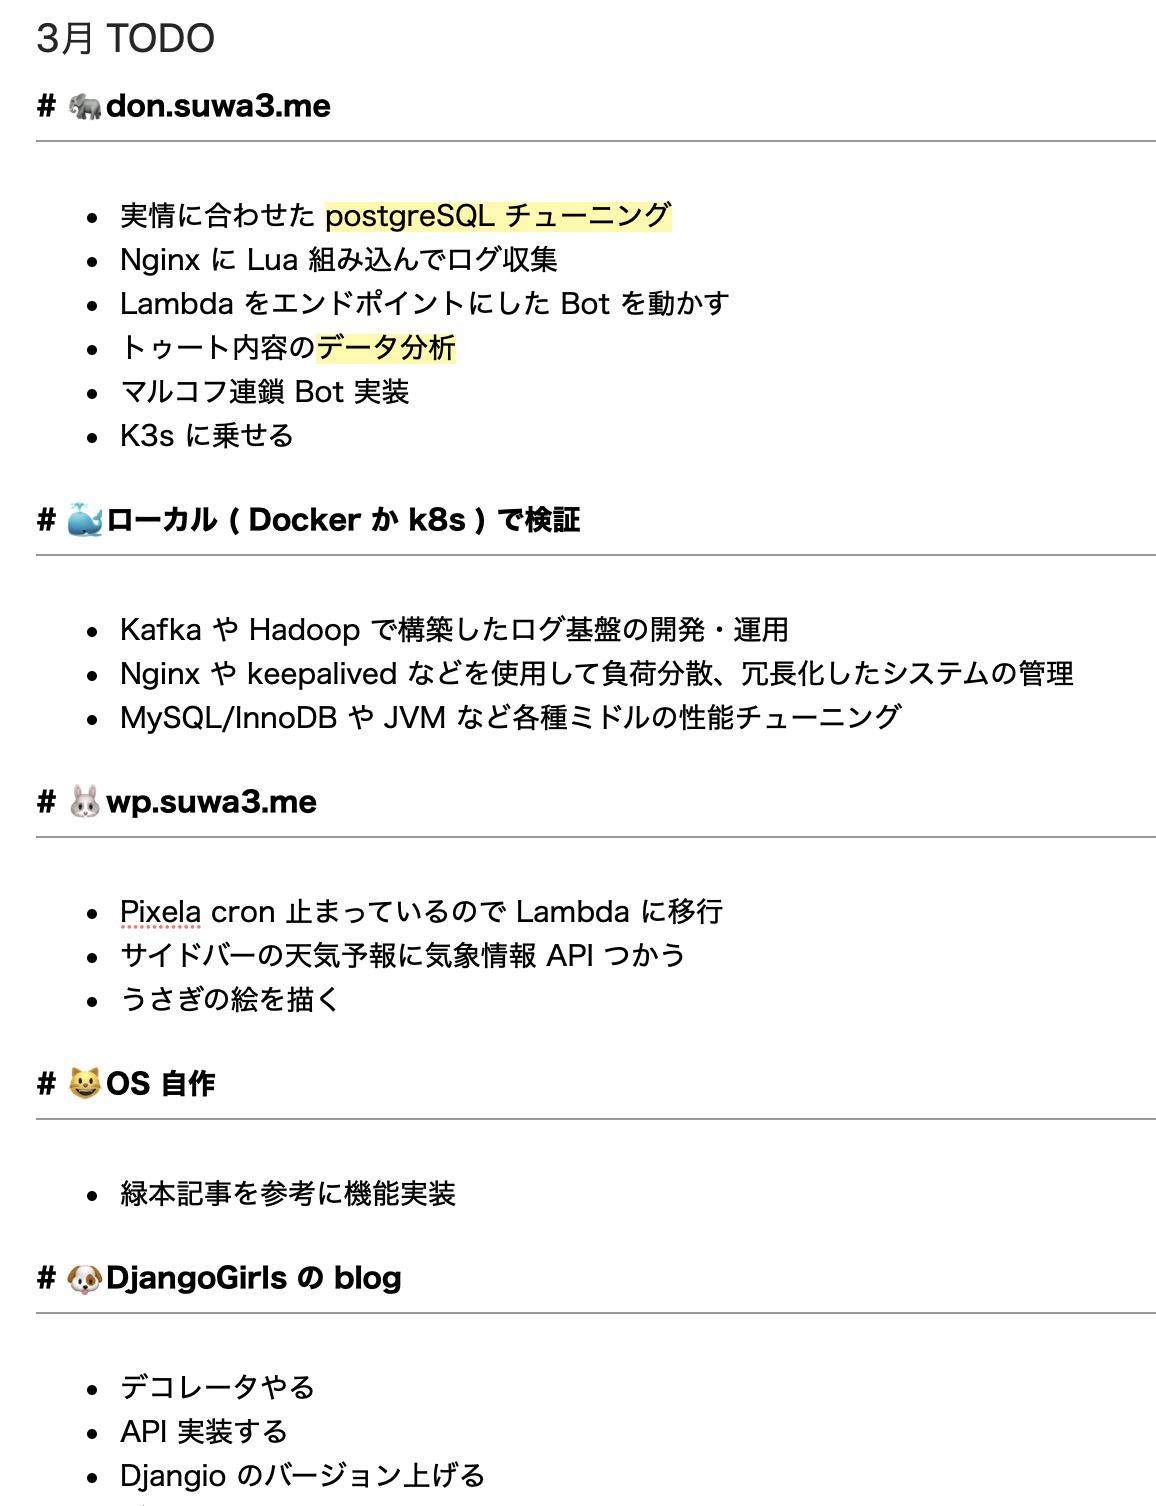 3月 TODO
# 🐘don.suwa3.me
• 実情に合わせた postgreSQL チューニング
• Nginx に Lua 組み込んでログ収集
• Lambda をエンドポイントにした Bot を動かす
• トゥート内容のデータ分析
• マルコフ連鎖 Bot 実装
• K3s に乗せる
# 🐳ローカル ( Docker か k8s ) で検証
• Kafka や Hadoop で構築したログ基盤の開発・運用
• Nginx や keepalived などを使用して負荷分散、冗長化したシステムの管理
• MySQL/InnoDB や JVM など各種ミドルの性能チューニング
# 🐰wp.suwa3.me
• Pixela cron 止まっているので Lambda に移行
• サイドバーの天気予報に気象情報 API つかう
• うさぎの絵を描く
# 😺OS 自作
• 緑本記事を参考に機能実装
# 🐶DjangoGirls の blog
• デコレータやる
• API 実装する
• Djangio のバージョン上げる